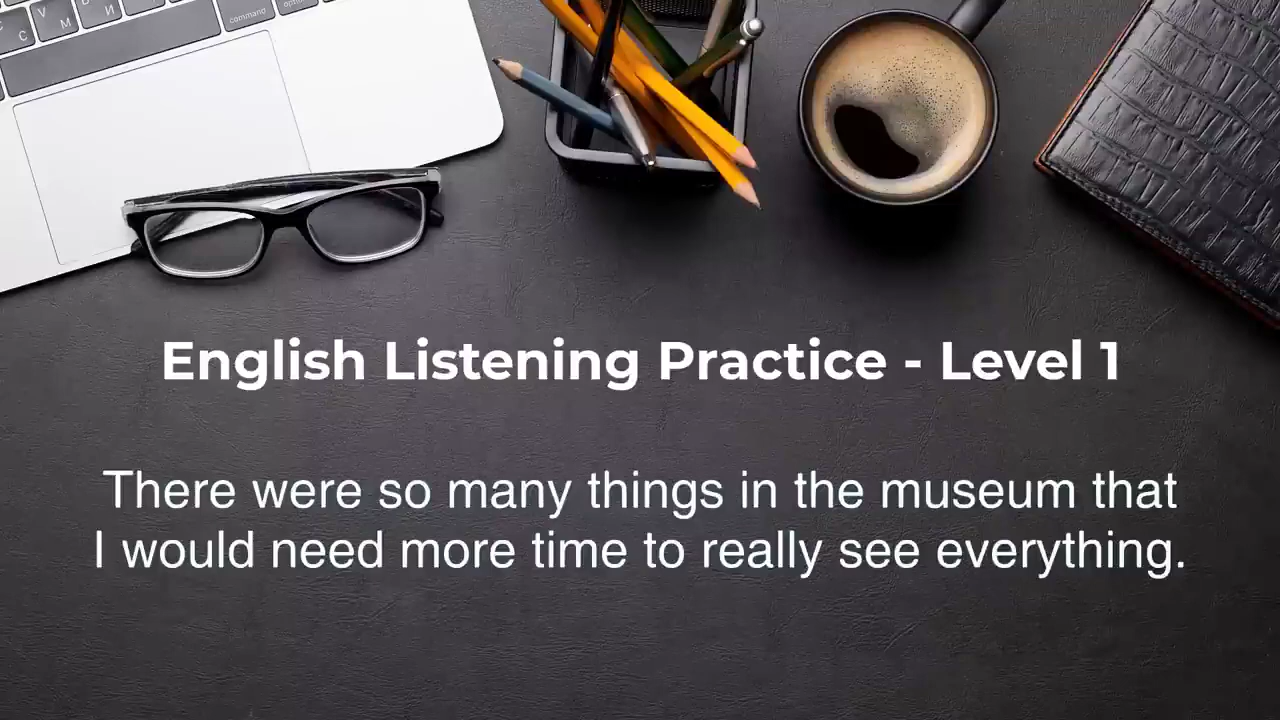 English Listening Practice - Level 1
There were so many things in the museum that
I would need more time to really see everything.
command